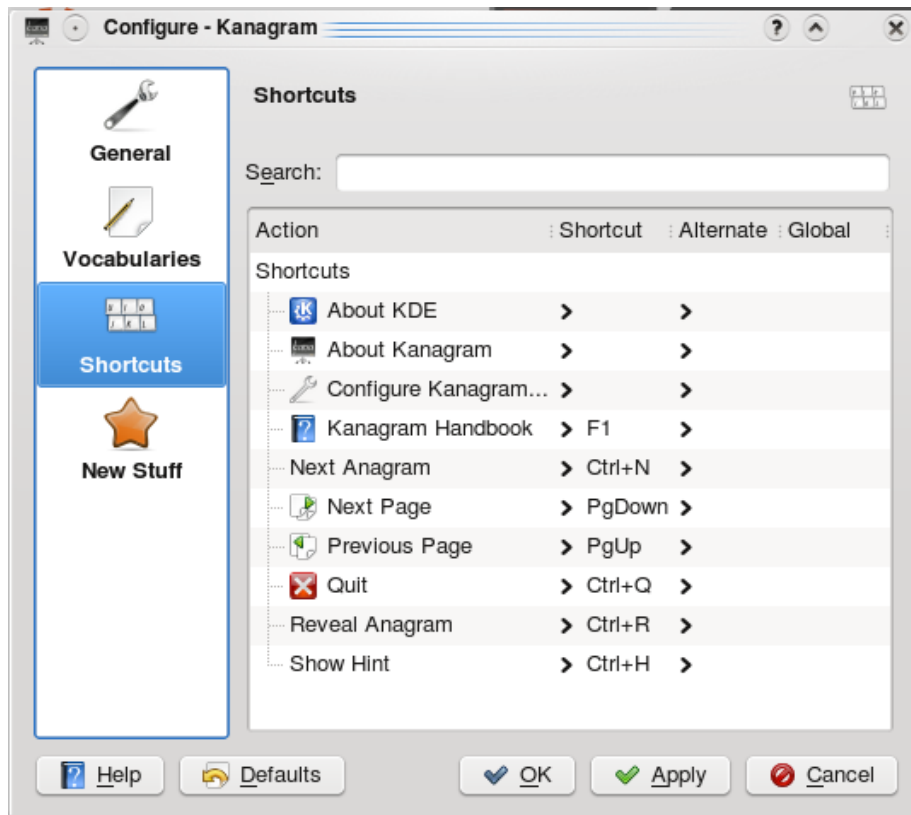 Configure - Kanagram
General
Vocabularies
Shortcuts
New Stuff
Shortcuts
Search:
Action Shortcut Alternate Global
Shortcuts
About KDE
About Kanagram
Configure Kanagram...
Kanagram Handbook F1
Next Anagram Ctrl+N
Next Page PgDown
Previous Page PgUp
Quit Ctrl+Q
Reveal Anagram Ctrl+R
Show Hint Ctrl+H
Help Defaults OK Apply Cancel